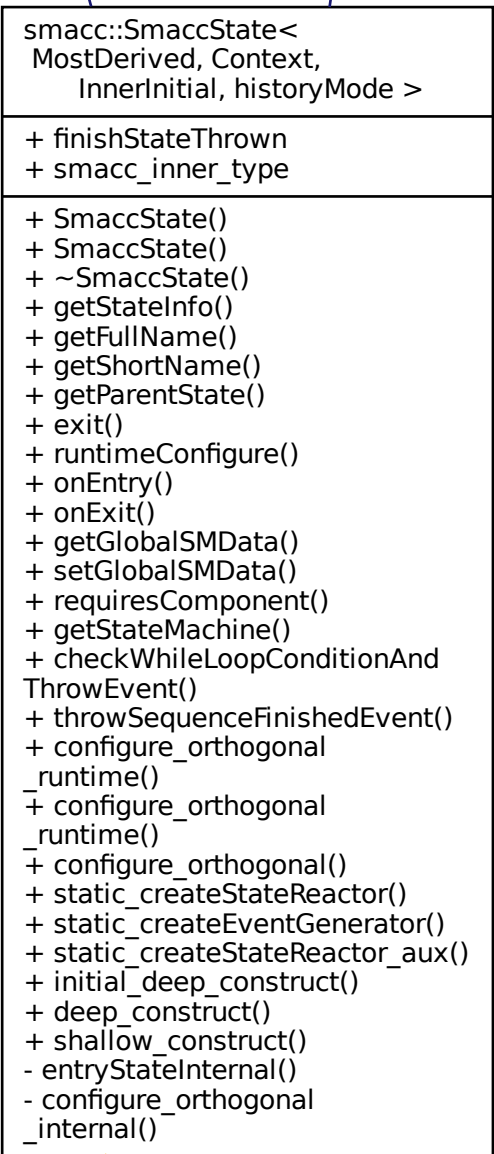 smacc::SmaccState<
MostDerived, Context,
InnerInitial, historyMode >
+ finishStateThrown
+ smacc_inner_type
+ SmaccState()
+ SmaccState()
+ ~SmaccState()
+ getStateInfo()
+ getFullName()
+ getShortName()
+ getParentState()
+ exit()
+ runtimeConfigure()
+ onEntry()
+ onExit()
+ getGlobalSMData()
+ setGlobalSMData()
+ requiresComponent()
+ getStateMachine()
+ checkWhileLoopConditionAnd
ThrowEvent()
+ throwSequenceFinishedEvent()
+ configure_orthogonal
_runtime()
+ configure_orthogonal
_runtime()
+ configure_orthogonal()
+ static_createStateReactor()
+ static_createEventGenerator()
+ static_createStateReactor_aux()
+ initial_deep_construct()
+ deep_construct()
+ shallow_construct()
- entryStateInternal()
- configure_orthogonal
_internal()